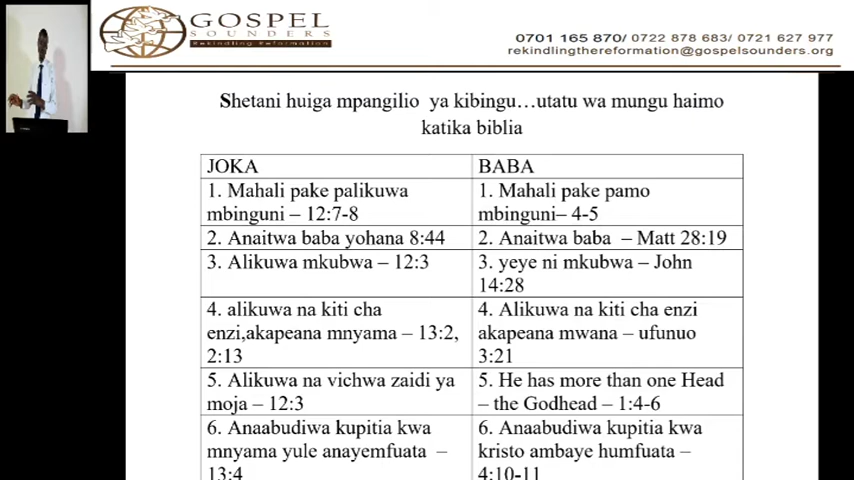 GOSPEL
SOUNDERS
#rekindling #reformation
0701 165 870/ 0722 878 683/ 0721 627 977
rekindlingthereformation@gospelsounders.org
Shetani huiga mpangilio ya kibingu…utatu wa mungu haimo
katika biblia
JOKA
BABA
1. Mahali pake palikuwa
mbinguni – 12:7-8
1. Mahali pake pamo
mbinguni– 4-5
2. Anaitwa baba yohana 8:44
2. Anaitwa baba – Matt 28:19
3. Alikuwa mkubwa – 12:3
3. yeye ni mkubwa – John
14:28
4. alikuwa na kiti cha
enzi,akapeana mnyama – 13:2,
2:13
4. Alikuwa na kiti cha enzi
akapeana mwana – ufunuo
3:21
5. Alikuwa na vichwa zaidi ya
moja – 12:3
5. He has more than one Head
– the Godhead – 1:4-6
6. Anaabudiwa kupitia kwa
mnyama yule anayemfuata –
13:4
6. Anaabudiwa kupitia kwa
kristo ambaye humfuata –
4:10-11